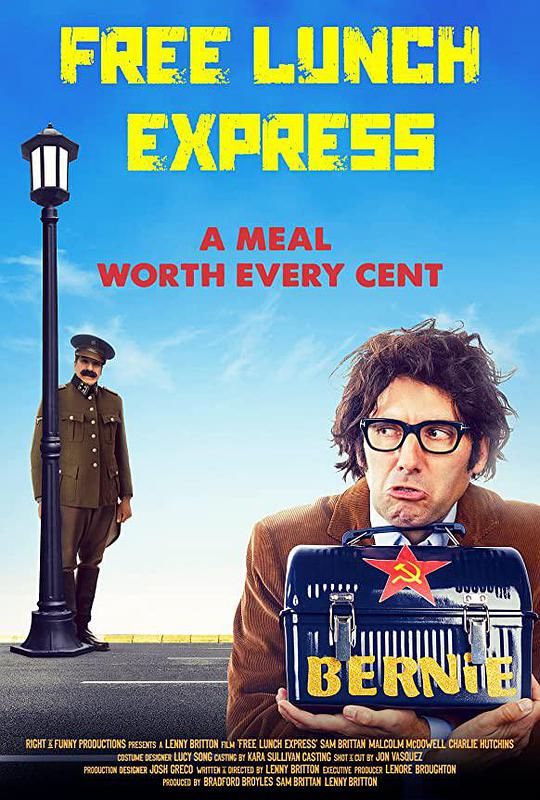 FREE LUNCH
EXPRESS
A MEAL
WORTH EVERY CENT
BERNiE
RIGHT & FUNNY PRODUCTIONS PRESENTS A LENNY BRITTON FILM 'FREE LUNCH EXPRESS' SAM BRITTAN MALCOLM McDOWELL CHARLIE HUTCHINS
COSTUME DESIGNER LUCY SONG CASTING BY KARA SULLIVAN CASTING SHOT & CUT BY JON VASQUEZ
PRODUCTION DESIGNER JOSH GRECO WRITTEN & DIRECTED BY LENNY BRITTON EXECUTIVE PRODUCER LENORE BROUGHTON
PRODUCED BY BRADFORD BROYLES SAM BRITTAN LENNY BRITTON